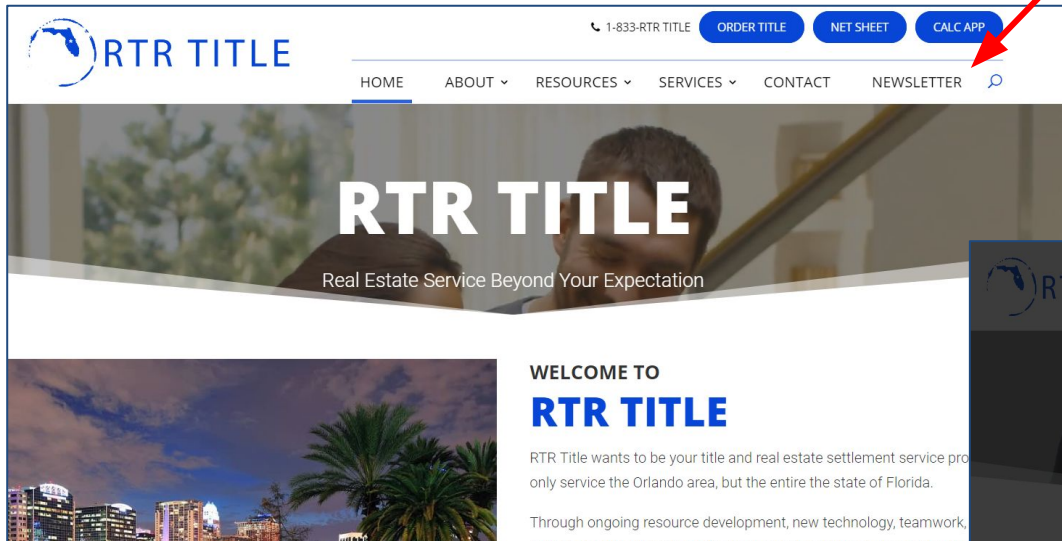 RTR TITLE
1-833-RTR TITLE ORDER TITLE NET SHEET CALC APP
HOME ABOUT RESOURCES SERVICES CONTACT NEWSLETTER
RTR TITLE
Real Estate Service Beyond Your Expectation
WELCOME TO
RTR TITLE
RTR Title wants to be your title and real estate settlement service
only service the Orlando area, but the entire the state of Florida.
Through ongoing resource development, new technology, teamwork,